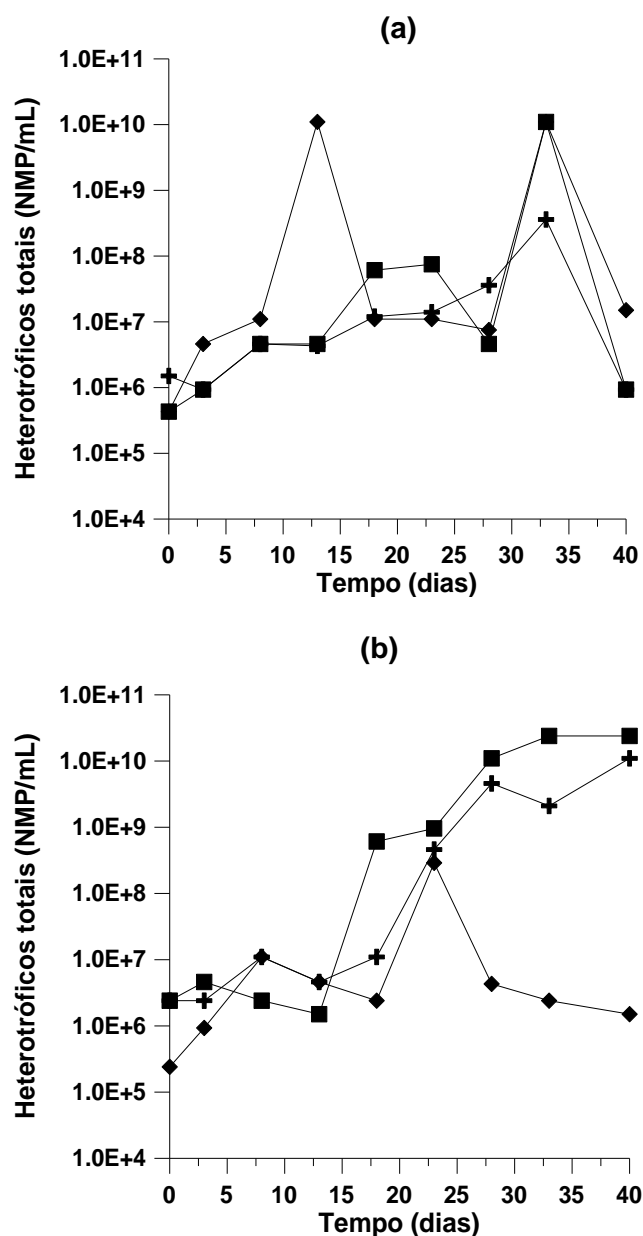 (a)
Heterotróficos totais (NMP/mL)
1.0E+11
1.0E+10
1.0E+9
1.0E+8
1.0E+7
1.0E+6
1.0E+5
1.0E+4
0 5 10 15 20 25 30 35 40
Tempo (dias)
(b)
Heterotróficos totais (NMP/mL)
1.0E+11
1.0E+10
1.0E+9
1.0E+8
1.0E+7
1.0E+6
1.0E+5
1.0E+4
0 5 10 15 20 25 30 35 40
Tempo (dias)